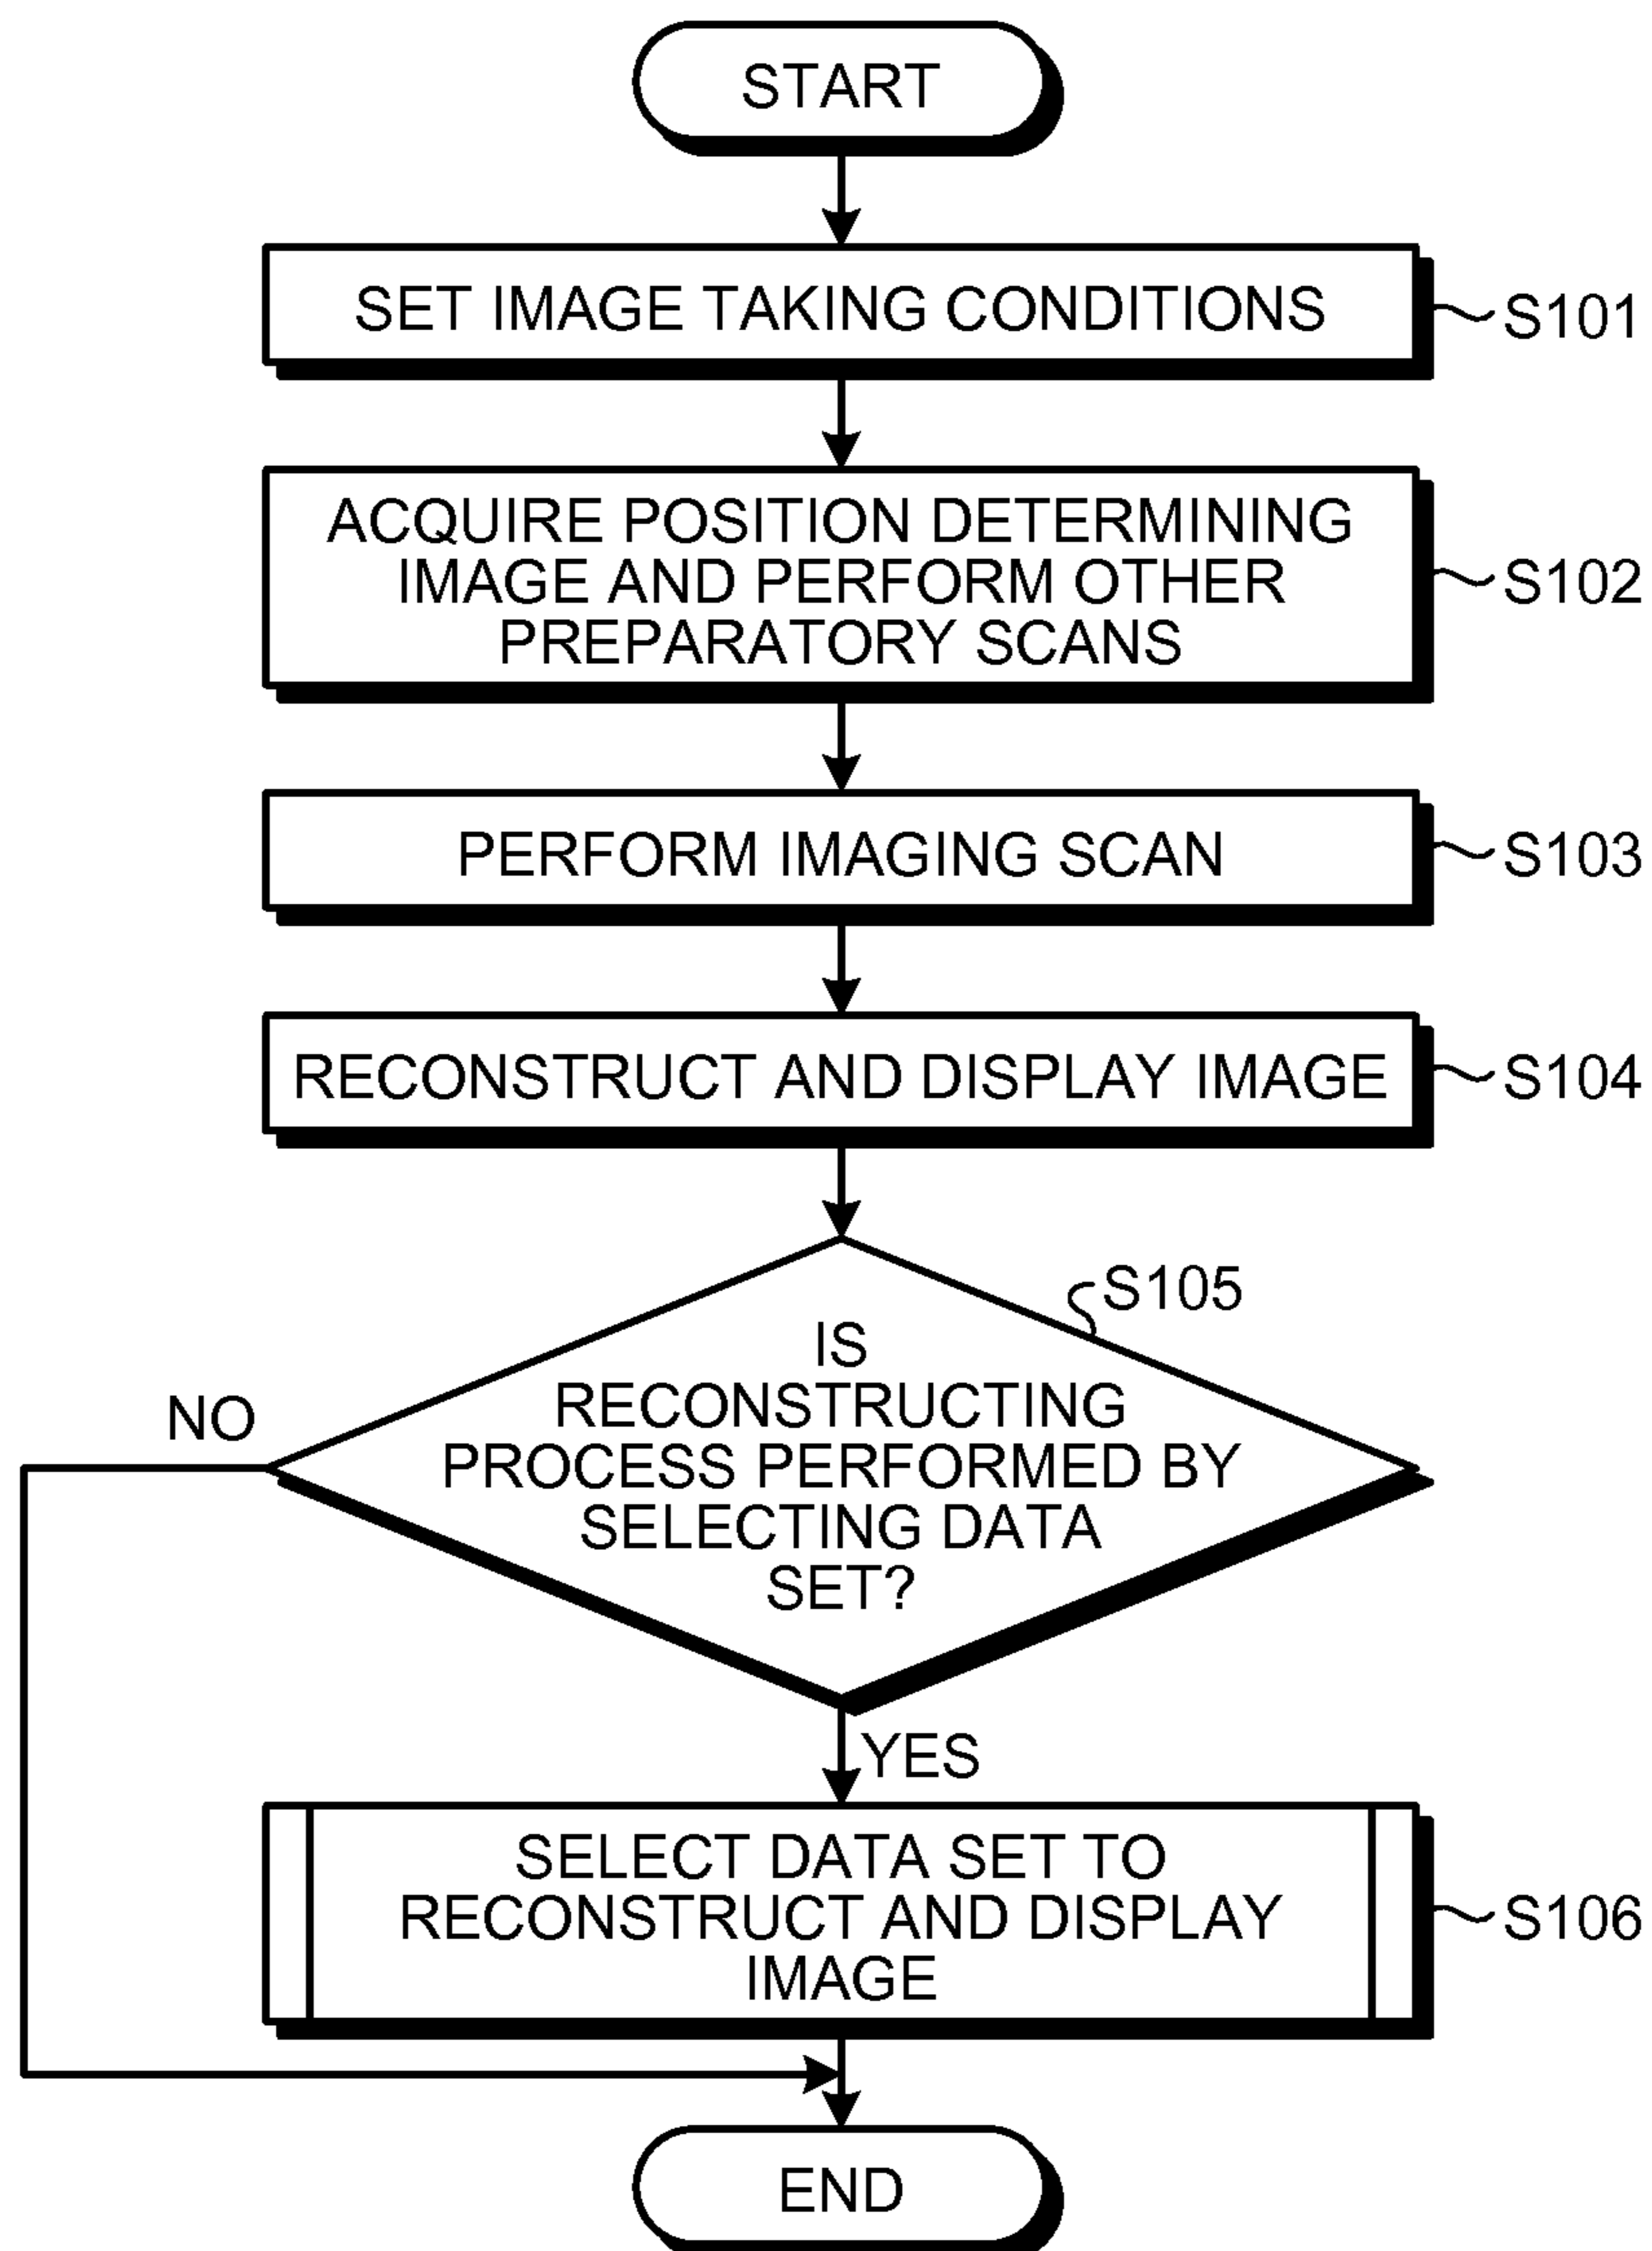 START
SET IMAGE TAKING CONDITIONS
S101
ACQUIRE POSITION DETERMINING
IMAGE AND PERFORM OTHER
PREPARATORY SCANS
S102
PERFORM IMAGING SCAN
S103
RECONSTRUCT AND DISPLAY IMAGE
S104
S105
IS
RECONSTRUCTING
PROCESS PERFORMED BY
SELECTING DATA
SET?
NO
YES
SELECT DATA SET TO
RECONSTRUCT AND DISPLAY
IMAGE
S106
END